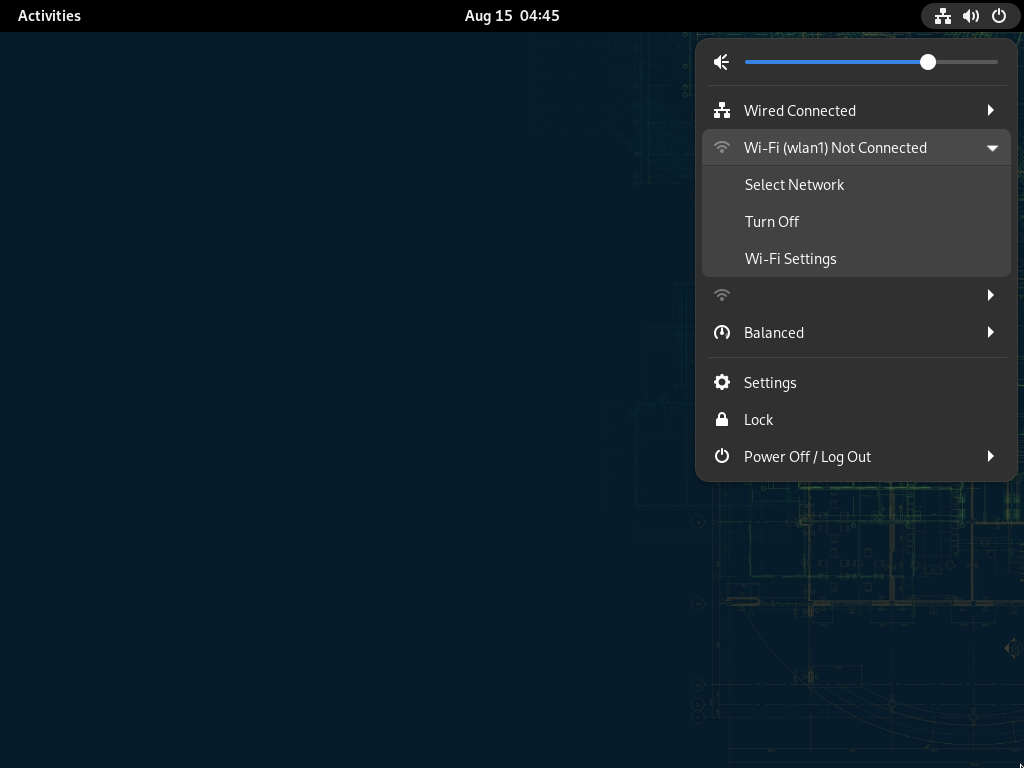 Activities
Aug 15 04:45
Wired Connected
Wi-Fi (wlan1) Not Connected
Select Network
Turn Off
Wi-Fi Settings
Balanced
Settings
Lock
Power Off / Log Out